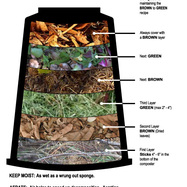 maintaining the
BROWN to GREEN
recipe
Always cover with
a BROWN layer
Next: GREEN
Next: BROWN
Third Layer
GREEN (max 2" - 4")
Second Layer
BROWN (Dried
leaves)
First Layer
Sticks 4" - 6" in the
bottom of the
composter
KEEP MOIST: As wet as a wrung out sponge.